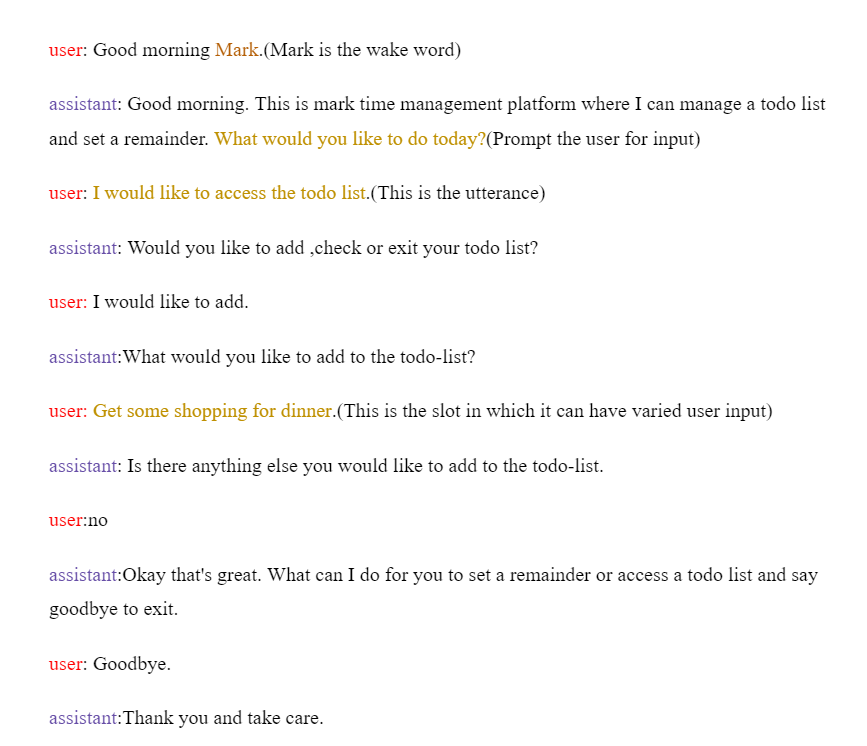 user: Good morning Mark.(Mark is the wake word)
assistant: Good morning. This is mark time management platform where I can manage a todo list
and set a remainder. What would you like to do today?(Prompt the user for input)
user: I would like to access the todo list.(This is the utterance)
assistant: Would you like to add ,check or exit your todo list?
user: I would like to add.
assistant:What would you like to add to the todo-list?
user: Get some shopping for dinner.(This is the slot in which it can have varied user input)
assistant: Is there anything else you would like to add to the todo-list.
user:no
assistant:Okay that's great. What can I do for you to set a remainder or access a todo list and say
goodbye to exit.
user: Goodbye.
assistant:Thank you and take care.